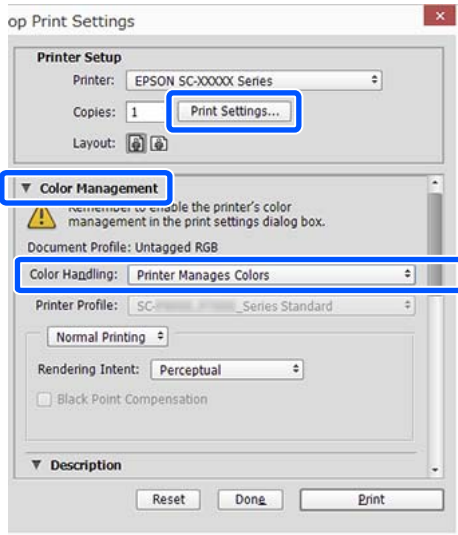 op Print Settings
Printer Setup
Printer: EPSON SC-XXXXX Series
Copies: 1 Print Settings...
Layout:
Color Management
Remember to enable the printer's color
management in the print settings dialog box.
Document Profile: Untagged RGB
Color Handling: Printer Manages Colors
Printer Profile: SC- _Series Standard
Normal Printing
Rendering Intent: Perceptual
Black Point Compensation
Description
Reset Done Print